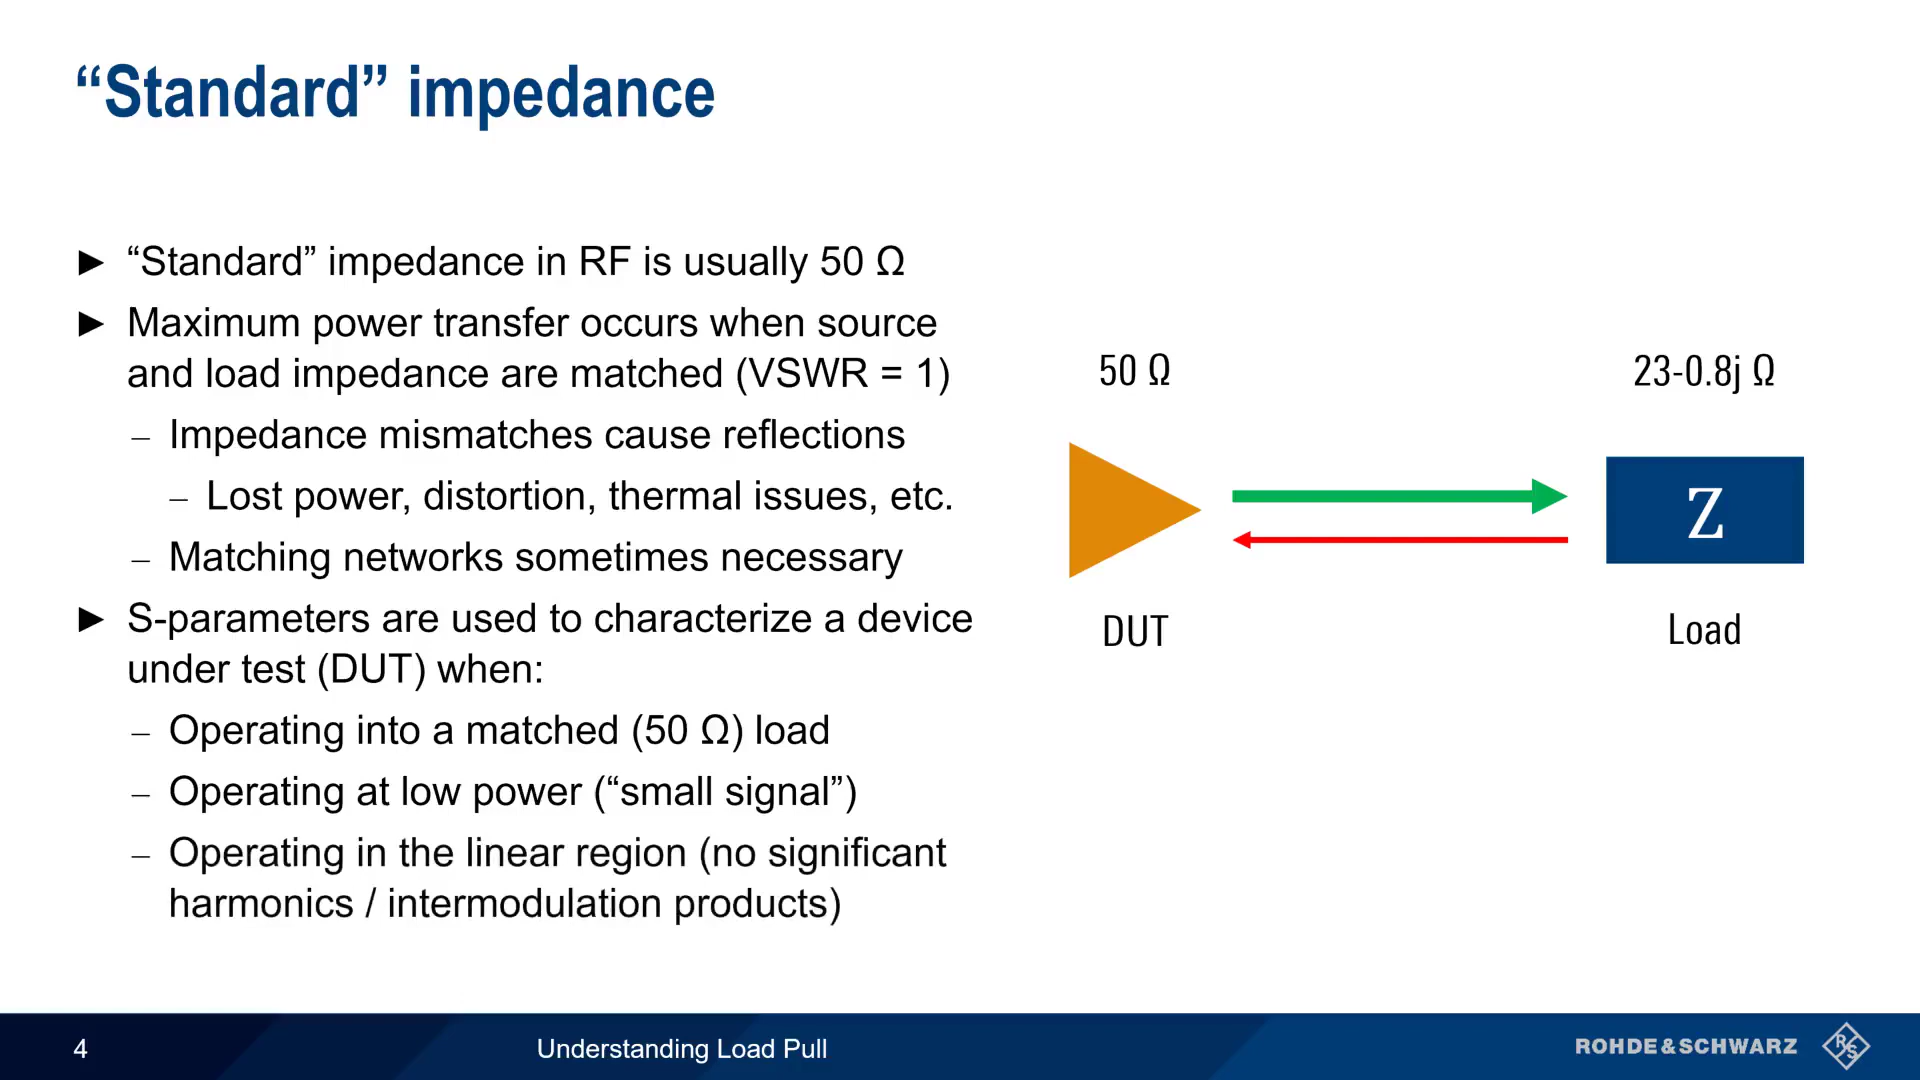 “Standard” impedance
► “Standard” impedance in RF is usually 50 Ω
► Maximum power transfer occurs when source
and load impedance are matched (VSWR = 1)
– Impedance mismatches cause reflections
– Lost power, distortion, thermal issues, etc.
– Matching networks sometimes necessary
► S-parameters are used to characterize a device
under test (DUT) when:
– Operating into a matched (50 Ω) load
– Operating at low power (“small signal”)
– Operating in the linear region (no significant
harmonics / intermodulation products)
50 Ω
23-0.8j Ω
Z
DUT
Load
4
Understanding Load Pull
ROHDE&SCHWARZ
RS